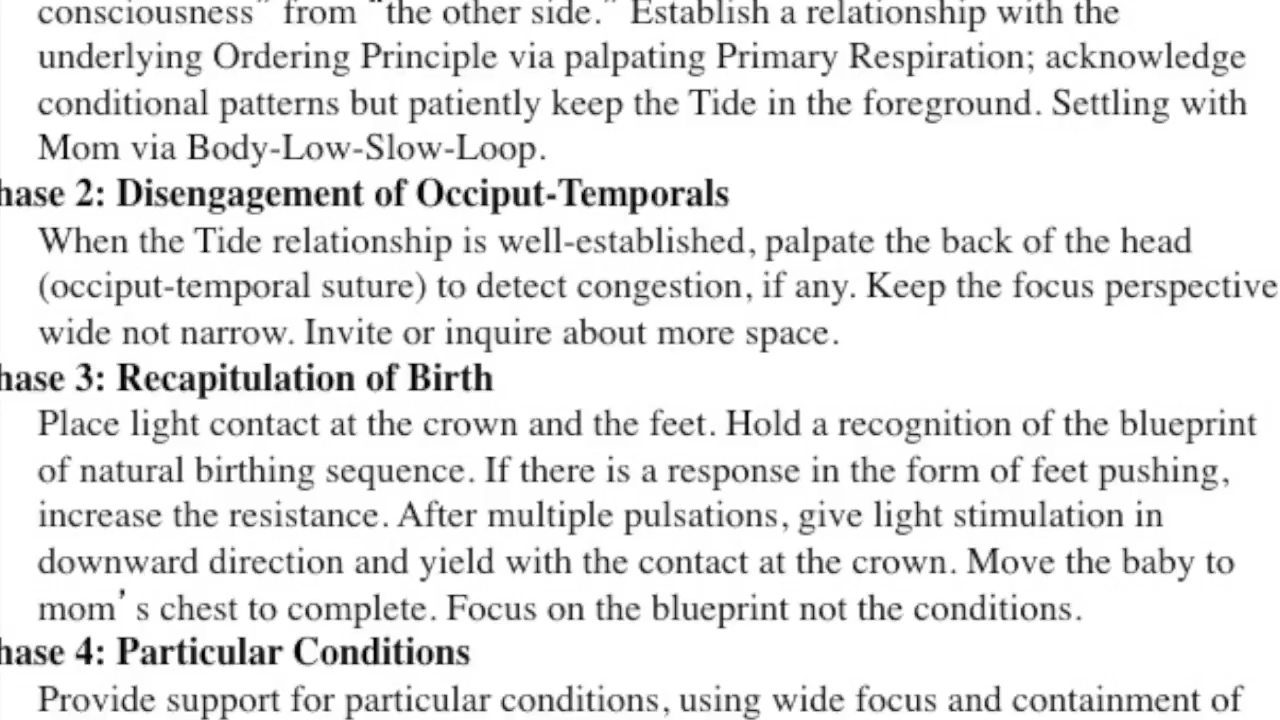 consciousness” from “the other side.” Establish a relationship with the
underlying Ordering Principle via palpating Primary Respiration; acknowledge
conditional patterns but patiently keep the Tide in the foreground. Settling with
Mom via Body-Low-Slow-Loop.
hase 2: Disengagement of Occiput-Temporals
When the Tide relationship is well-established, palpate the back of the head
(occiput-temporal suture) to detect congestion, if any. Keep the focus perspective
wide not narrow. Invite or inquire about more space.
hase 3: Recapitulation of Birth
Place light contact at the crown and the feet. Hold a recognition of the blueprint
of natural birthing sequence. If there is a response in the form of feet pushing,
increase the resistance. After multiple pulsations, give light stimulation in
downward direction and yield with the contact at the crown. Move the baby to
mom’s chest to complete. Focus on the blueprint not the conditions.
hase 4: Particular Conditions
Provide support for particular conditions, using wide focus and containment of